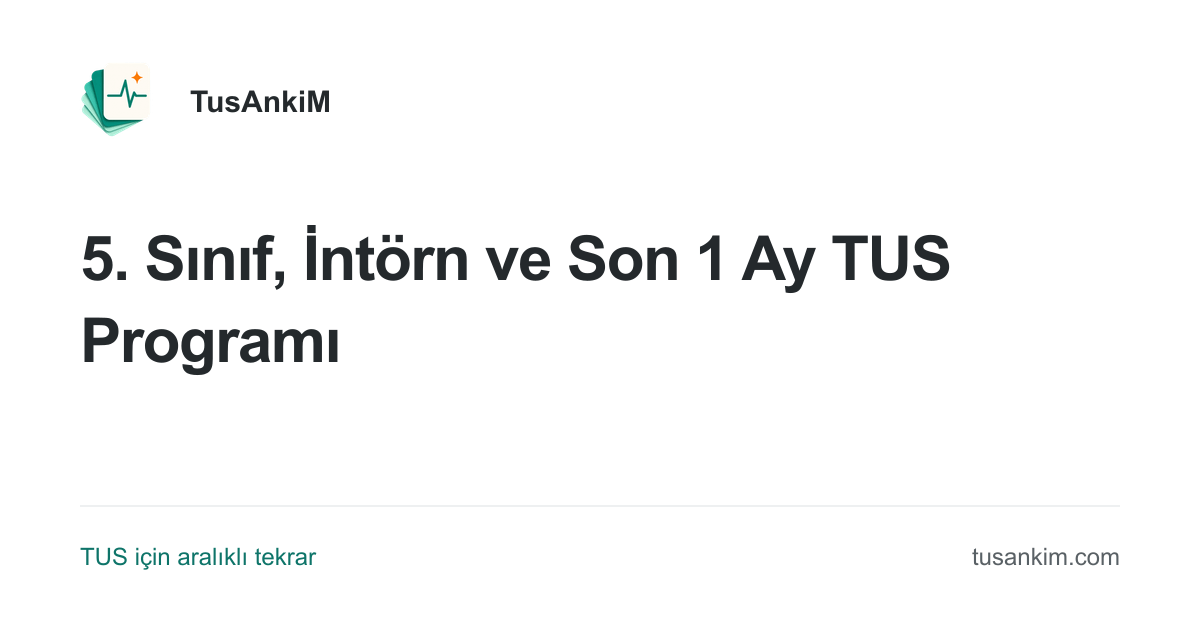 TusAnkiM
5. Sınıf, İntörn ve Son 1 Ay TUS
Programı
TUS için aralıklı tekrar
tusankim.com